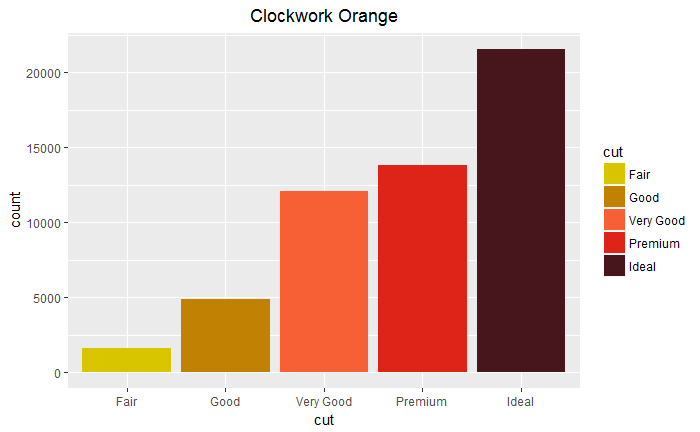 Clockwork Orange
count
20000
15000
10000
5000
0
Fair Good Very Good Premium Ideal
cut
cut
Fair
Good
Very Good
Premium
Ideal